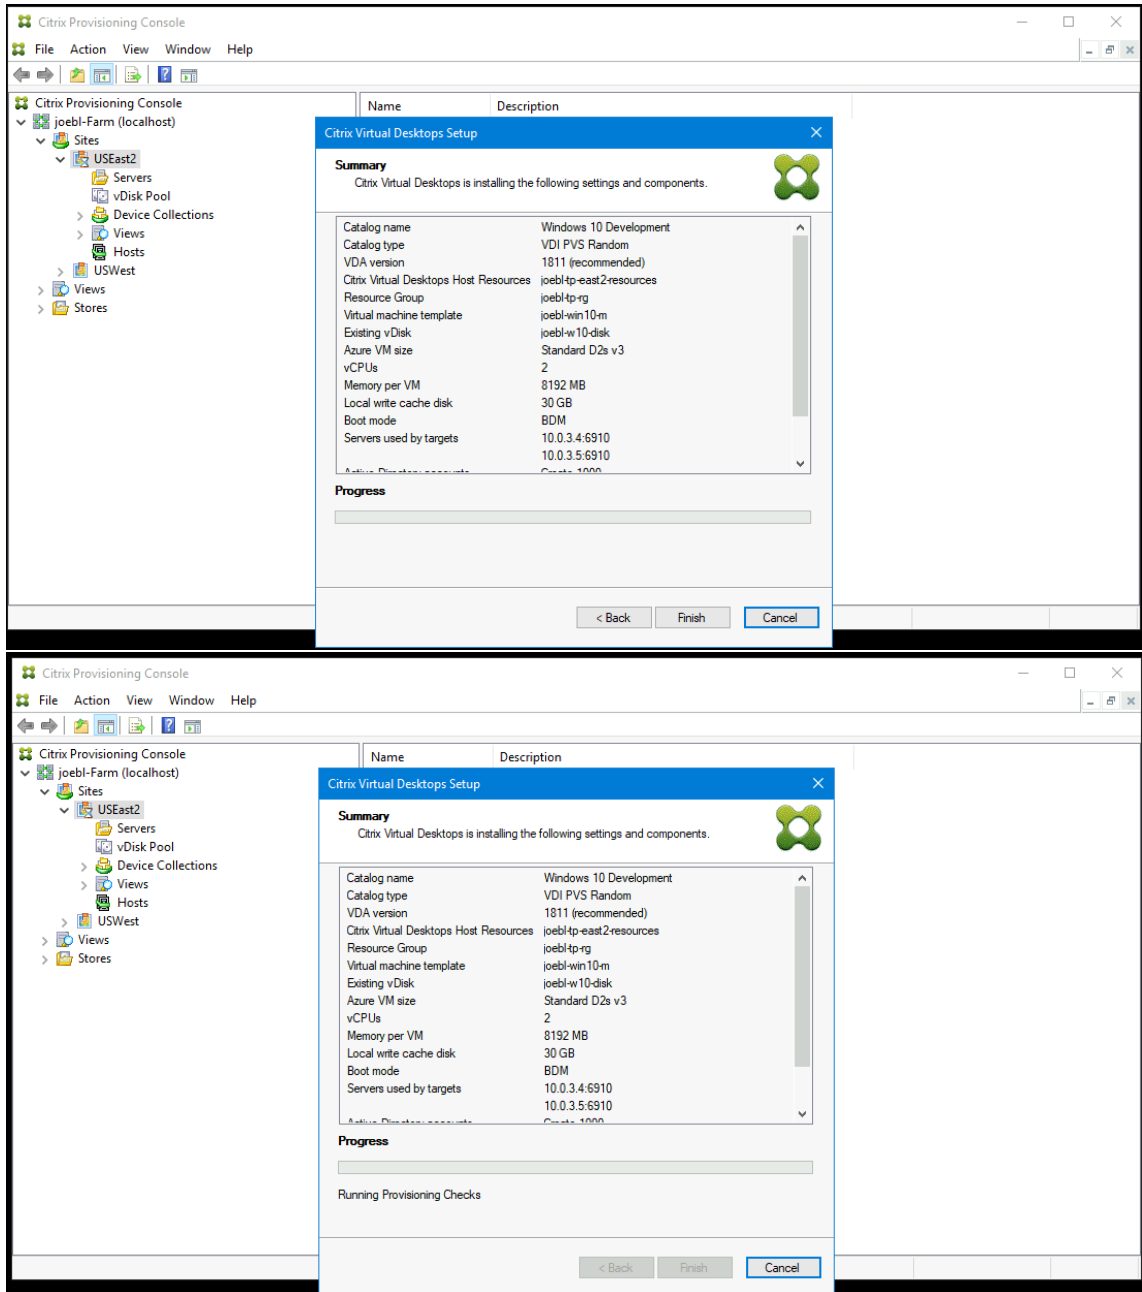 Citrix Provisioning Console
File Action View Window Help
Citrix Provisioning Console
joebl-Farm (localhost)
Sites
USEast2
Servers
vDisk Pool
Device Collections
Views
Hosts
USWest
Views
Stores
Name Description
Citrix Virtual Desktops Setup
Summary
Citrix Virtual Desktops is installing the following settings and components.
Catalog name Windows 10 Development
Catalog type VDI PVS Random
VDA version 1811 (recommended)
Citrix Virtual Desktops Host Resources joebl-tp-east2-resources
Resource Group joebl-tp-rg
Virtual machine template joebl-win10-m
Existing vDisk joebl-w10-disk
Azure VM size Standard D2s v3
vCPUs 2
Memory per VM 8192 MB
Local write cache disk 30 GB
Boot mode BDM
Servers used by targets 10.0.3.4:6910
10.0.3.5:6910
Active Directory accounts Create 1000
Progress
< Back Finish Cancel
Citrix Provisioning Console
File Action View Window Help
Citrix Provisioning Console
joebl-Farm (localhost)
Sites
USEast2
Servers
vDisk Pool
Device Collections
Views
Hosts
USWest
Views
Stores
Name Description
Citrix Virtual Desktops Setup
Summary
Citrix Virtual Desktops is installing the following settings and components.
Catalog name Windows 10 Development
Catalog type VDI PVS Random
VDA version 1811 (recommended)
Citrix Virtual Desktops Host Resources joebl-tp-east2-resources
Resource Group joebl-tp-rg
Virtual machine template joebl-win10-m
Existing vDisk joebl-w10-disk
Azure VM size Standard D2s v3
vCPUs 2
Memory per VM 8192 MB
Local write cache disk 30 GB
Boot mode BDM
Servers used by targets 10.0.3.4:6910
10.0.3.5:6910
Active Directory accounts Create 1000
Progress
Running Provisioning Checks
< Back Finish Cancel